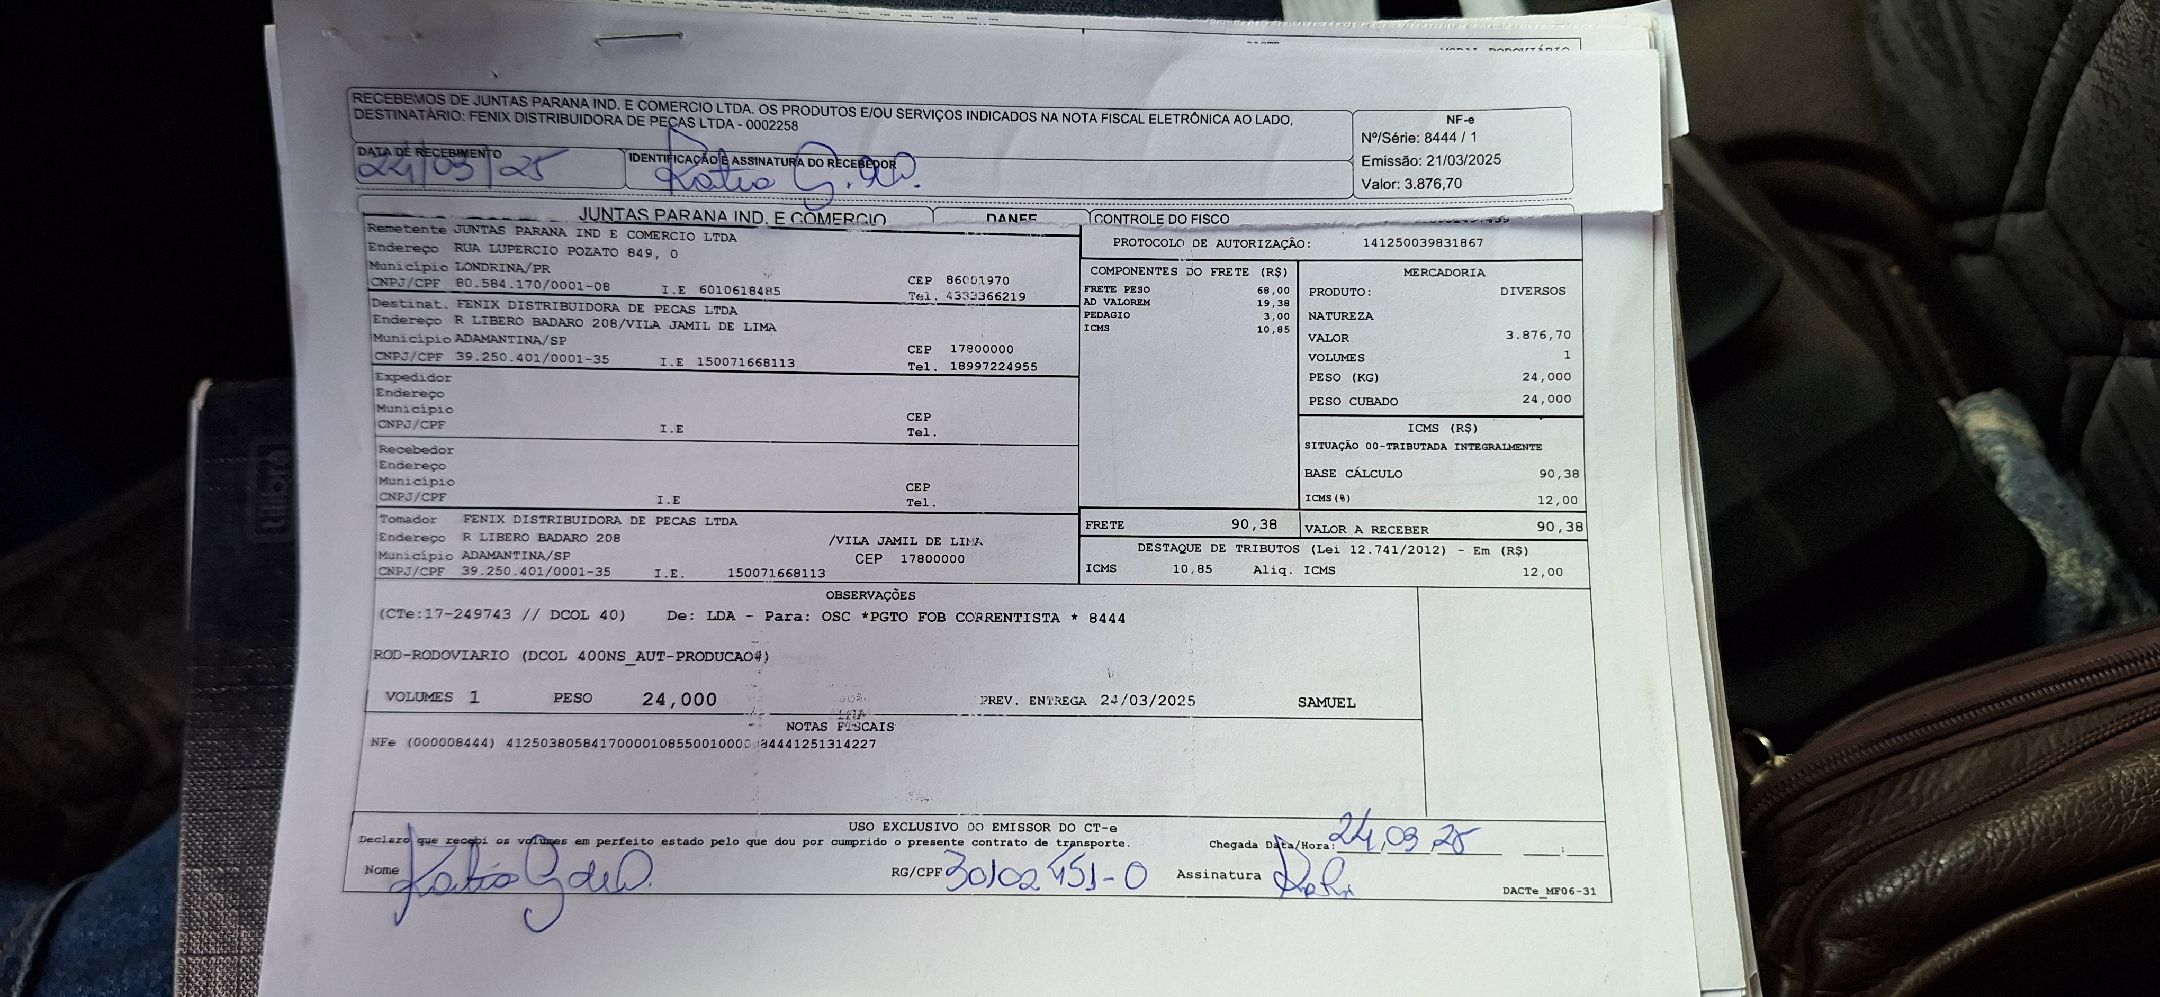 RECEBEMOS DE JUNTAS PARANA IND. E COMERCIO LTDA. OS PRODUTOS E/OU SERVIÇOS INDICADOS NA NOTA FISCAL ELETRÔNICA AO LADO,
DESTINATÁRIO: FENIX DISTRIBUIDORA DE PEÇAS LTDA - 0002258
NF-e
Nº/Série: 8444 / 1
Emissão: 21/03/2025
Valor: 3.876,70
DATA DE RECEBIMENTO
24/03/25
IDENTIFICAÇÃO E ASSINATURA DO RECEBEDOR
JUNTAS PARANA IND. E COMERCIO
DANFE
CONTROLE DO FISCO
Remetente JUNTAS PARANA IND E COMERCIO LTDA
Endereço RUA LUPERCIO POZATO 849, 0
Município LONDRINA/PR
CEP 86001970
CNPJ/CPF 80.584.170/0001-08 I.E 6010618485 Tel. 4333366219
Destinat. FENIX DISTRIBUIDORA DE PECAS LTDA
Endereço R LIBERO BADARO 208/VILA JAMIL DE LIMA
Município ADAMANTINA/SP CEP 17800000
CNPJ/CPF 39.250.401/0001-35 I.E 150071668113 Tel. 18997224955
Expedidor
Endereço
Município CEP
CNPJ/CPF I.E Tel.
Recebedor
Endereço
Município CEP
CNPJ/CPF I.E Tel.
Tomador FENIX DISTRIBUIDORA DE PECAS LTDA
Endereço R LIBERO BADARO 208 /VILA JAMIL DE LIMA
Município ADAMANTINA/SP CEP 17800000
CNPJ/CPF 39.250.401/0001-35 I.E. 150071668113
PROTOCOLO DE AUTORIZAÇÃO: 141250039831867
COMPONENTES DO FRETE (R$)
FRETE PESO 68,00
AD VALOREM 19,38
PEDAGIO 3,00
ICMS 10,85
MERCADORIA
PRODUTO: DIVERSOS
NATUREZA
VALOR 3.876,70
VOLUMES 1
PESO (KG) 24,000
PESO CUBADO 24,000
ICMS (R$)
SITUAÇÃO 00-TRIBUTADA INTEGRALMENTE
BASE CÁLCULO 90,38
ICMS(%) 12,00
FRETE 90,38
VALOR A RECEBER 90,38
DESTAQUE DE TRIBUTOS (Lei 12.741/2012) - Em (R$)
ICMS 10,85 Aliq. ICMS 12,00
OBSERVAÇÕES
(CTe:17-249743 // DCOL 40) De: LDA - Para: OSC *PGTO FOB CORRENTISTA * 8444
ROD-RODOVIARIO (DCOL 400NS_AUT-PRODUCAO#)
VOLUMES 1 PESO 24,000 PREV. ENTREGA 24/03/2025 SAMUEL
NOTAS FISCAIS
NFe (000008444)
USO EXCLUSIVO DO EMISSOR DO CT-e
Declaro que recebi os volumes em perfeito estado pelo que dou por cumprido o presente contrato de transporte.
Chegada Data/Hora: 24,03,25
Nome
RG/CPF
Assinatura
DACTe_MF06-31
tilibra